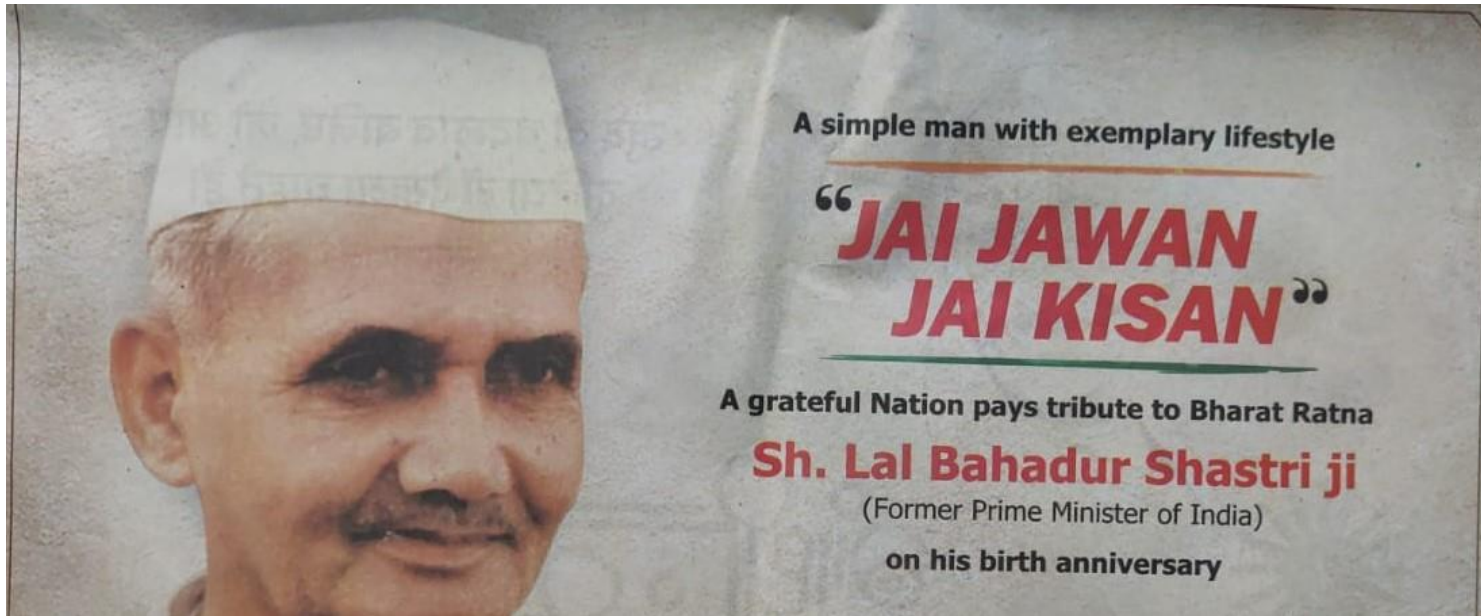 A simple man with exemplary lifestyle
“JAI JAWAN
JAI KISAN”
A grateful Nation pays tribute to Bharat Ratna
Sh. Lal Bahadur Shastri ji
(Former Prime Minister of India)
on his birth anniversary